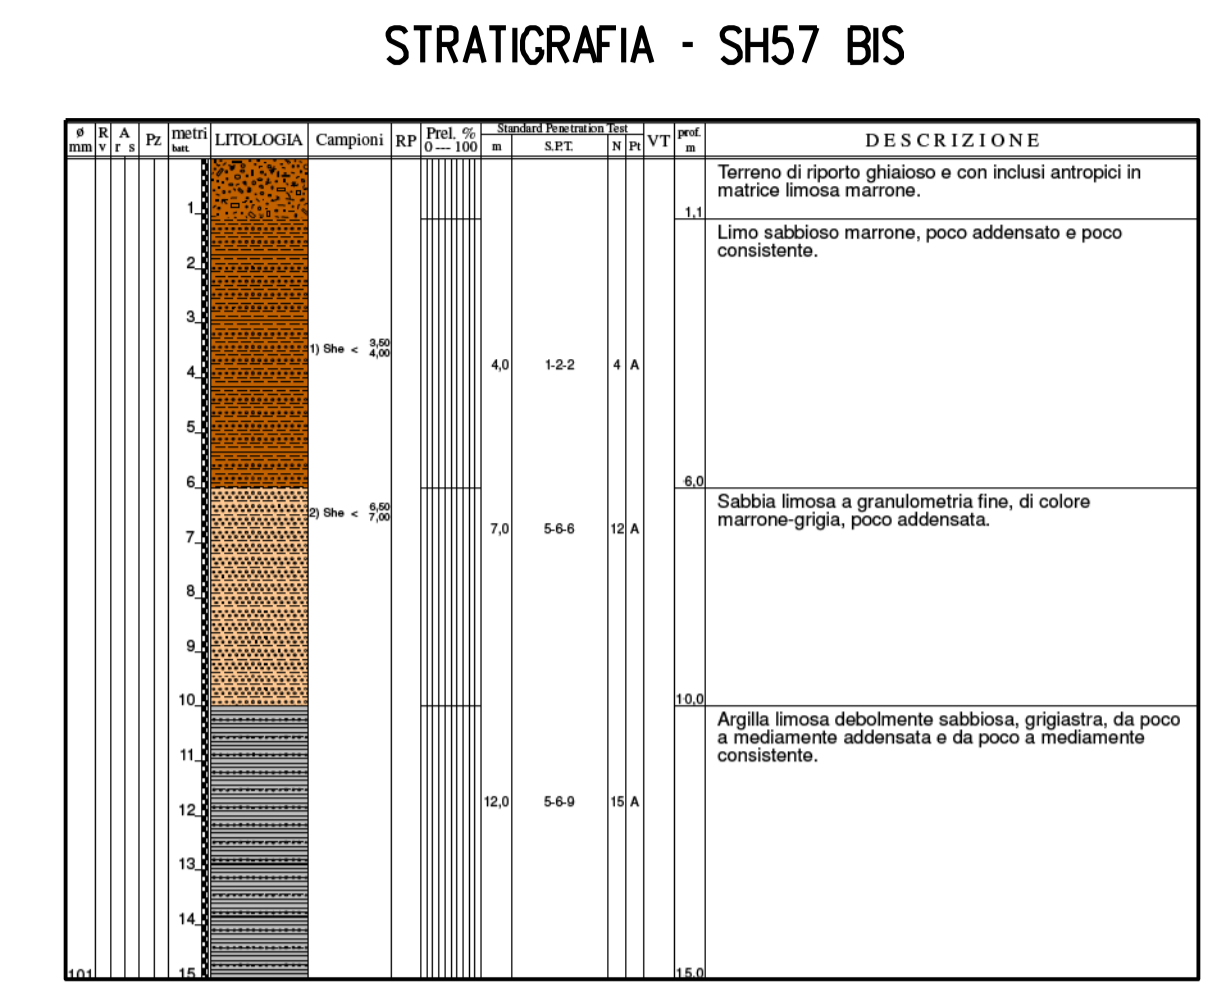 STRATIGRAFIA - SH57 BIS
ø mm R v A r s Pz metri batt. LITOLOGIA Campioni RP Prel. % 0 --- 100 Standard Penetration Test m S.P.T. N Pt VT prof. m DESCRIZIONE
Terreno di riporto ghiaioso e con inclusi antropici in
matrice limosa marrone.
1 1,1
Limo sabbioso marrone, poco addensato e poco
consistente.
2
3
1) She < 3,50 4,00
4 4,0 1-2-2 4 A
5
6 6,0
Sabbia limosa a granulometria fine, di colore
marrone-grigia, poco addensata.
2) She < 6,50 7,00
7 7,0 5-6-6 12 A
8
9
10 10,0
Argilla limosa debolmente sabbiosa, grigiastra, da poco
a mediamente addensata e da poco a mediamente
consistente.
11
12 12,0 5-6-9 15 A
13
14
101 15 15,0